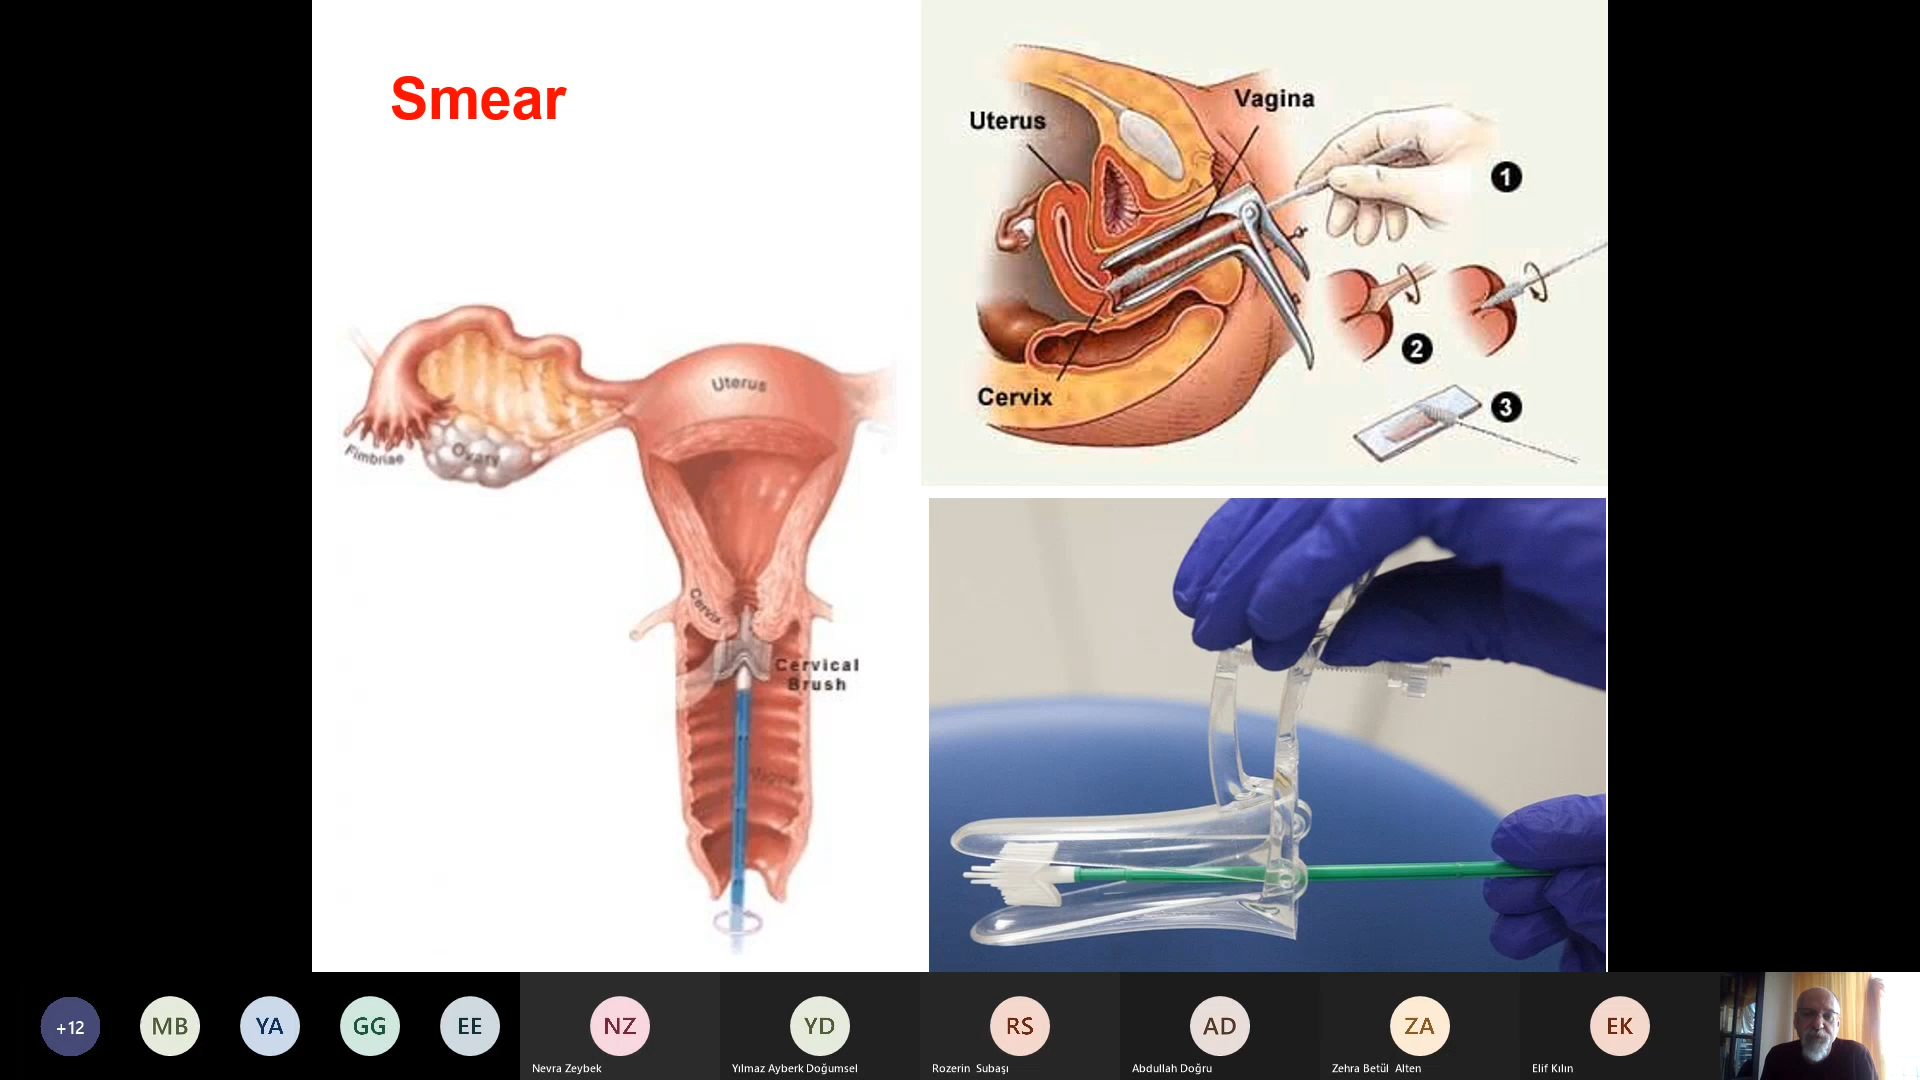 Smear
Uterus
Fimbriae
Ovary
Cervix
Cervical
Brush
Vagina
Uterus
Vagina
Cervix
1
2
3
+12
MB
YA
GG
EE
NZ
Nevra Zeybek
YD
Yılmaz Ayberk Doğumsel
RS
Rozerin Subaşı
AD
Abdullah Doğru
ZA
Zehra Betül Alten
EK
Elif Kılın